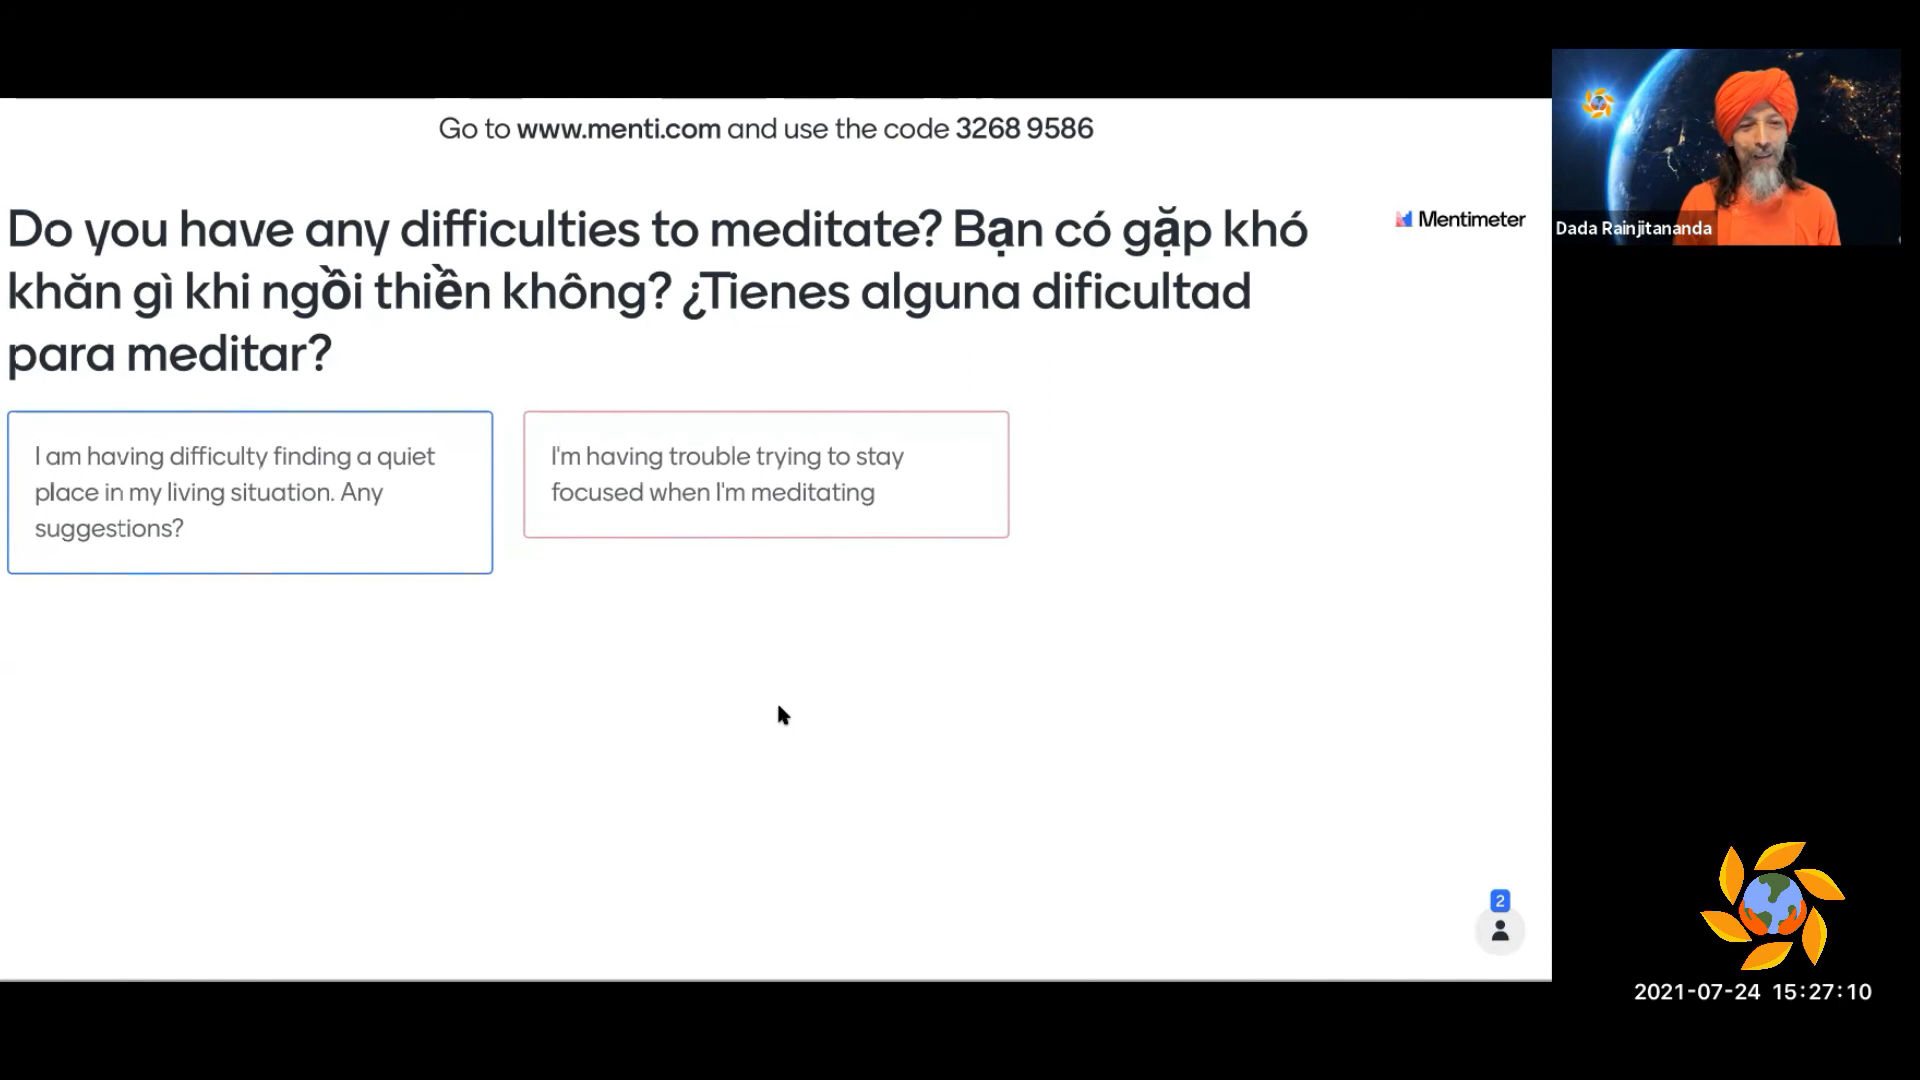 Go to www.menti.com and use the code 3268 9586
Do you have any difficulties to meditate? Bạn có gặp khó
khăn gì khi ngồi thiền không? ¿Tienes alguna dificultad
para meditar?
Mentimeter
Dada Rainjitananda
I am having difficulty finding a quiet
place in my living situation. Any
suggestions?
I'm having trouble trying to stay
focused when I'm meditating
2
2021-07-24 15:27:10